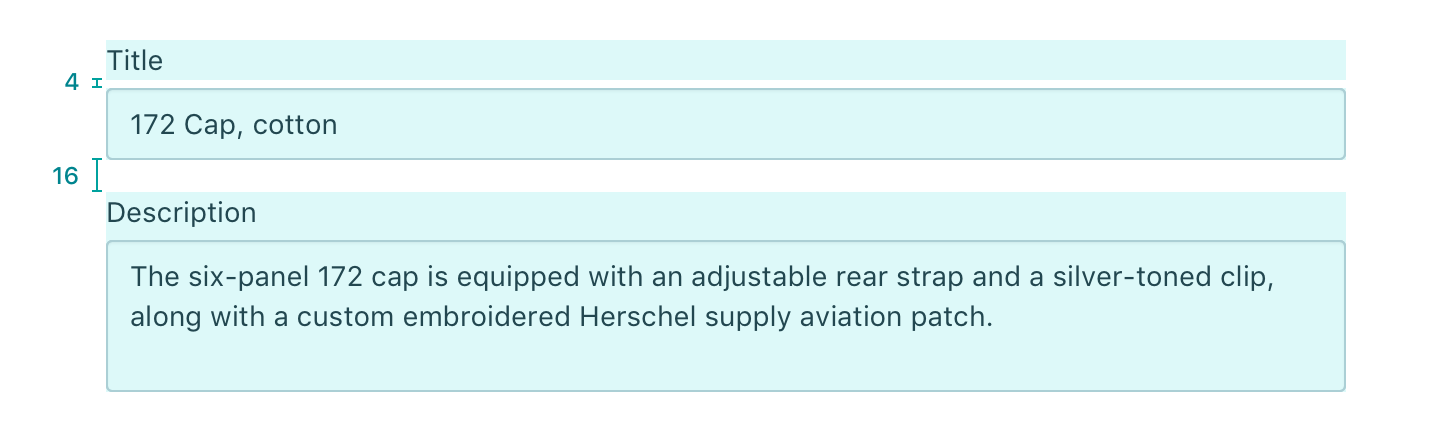 Title
4
172 Cap, cotton
16
Description
The six-panel 172 cap is equipped with an adjustable rear strap and a silver-toned clip,
along with a custom embroidered Herschel supply aviation patch.